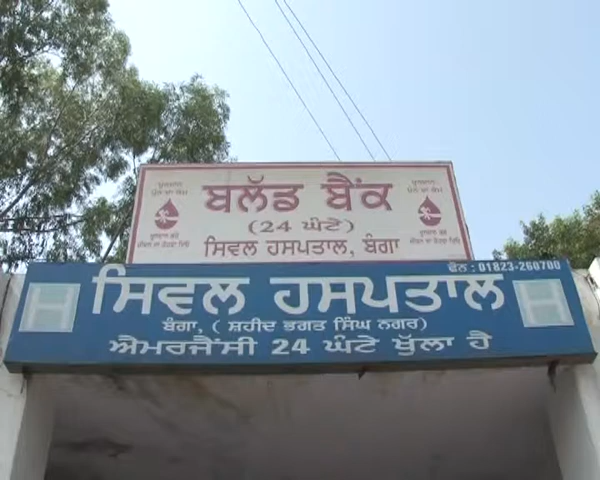 ਬਲੱਡ ਬੈਂਕ
(24 ਘੰਟੇ)
ਸਿਵਲ ਹਸਪਤਾਲ, ਬੰਗਾ
ਫੋਨ : 01823-260700
ਸਿਵਲ ਹਸਪਤਾਲ
ਬੰਗਾ, (ਸ਼ਹੀਦ ਭਗਤ ਸਿੰਘ ਨਗਰ)
ਐਮਰਜੈਂਸੀ 24 ਘੰਟੇ ਖੁੱਲਾ ਹੈ
H
H